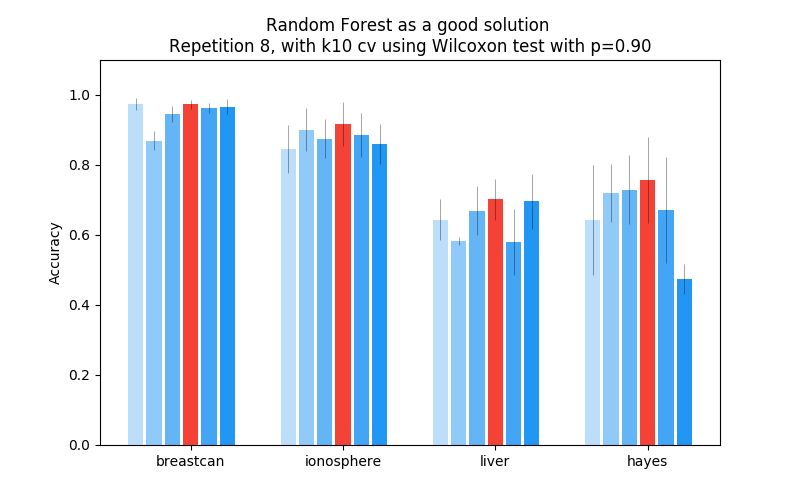 Random Forest as a good solution
Repetition 8, with k10 cv using Wilcoxon test with p=0.90
Accuracy
1.0
0.8
0.6
0.4
0.2
0.0
breastcan
ionosphere
liver
hayes